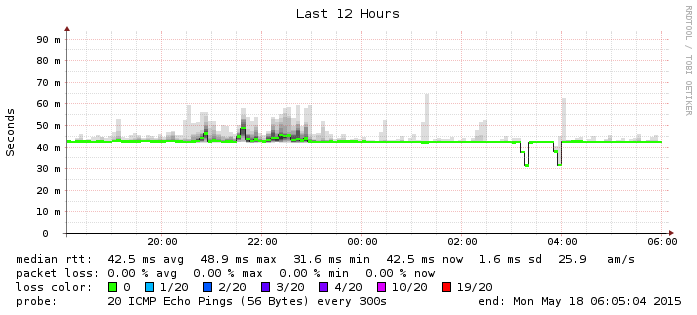 Last 12 Hours
RRDTOOL / TOBI OETIKER
Seconds
90 m
80 m
70 m
60 m
50 m
40 m
30 m
20 m
10 m
0
20:00 22:00 00:00 02:00 04:00 06:00
median rtt: 42.5 ms avg 48.9 ms max 31.6 ms min 42.5 ms now 1.6 ms sd 25.9 am/s
packet loss: 0.00 % avg 0.00 % max 0.00 % min 0.00 % now
loss color: 0 1/20 2/20 3/20 4/20 10/20 19/20
probe: 20 ICMP Echo Pings (56 Bytes) every 300s end: Mon May 18 06:05:04 2015